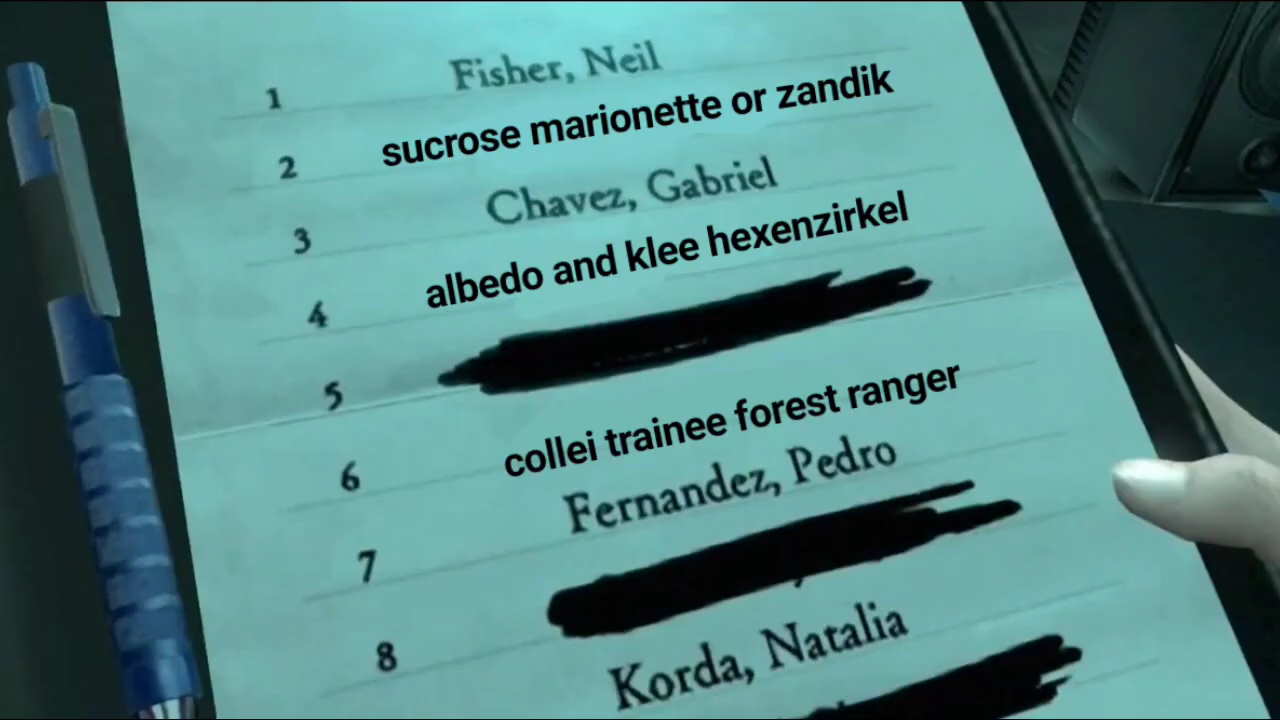 1 Fisher, Neil
2 sucrose marionette or zandik
3 Chavez, Gabriel
4 albedo and klee hexenzirkel
5
6 collei trainee forest ranger
7 Fernandez, Pedro
8
Korda, Natalia